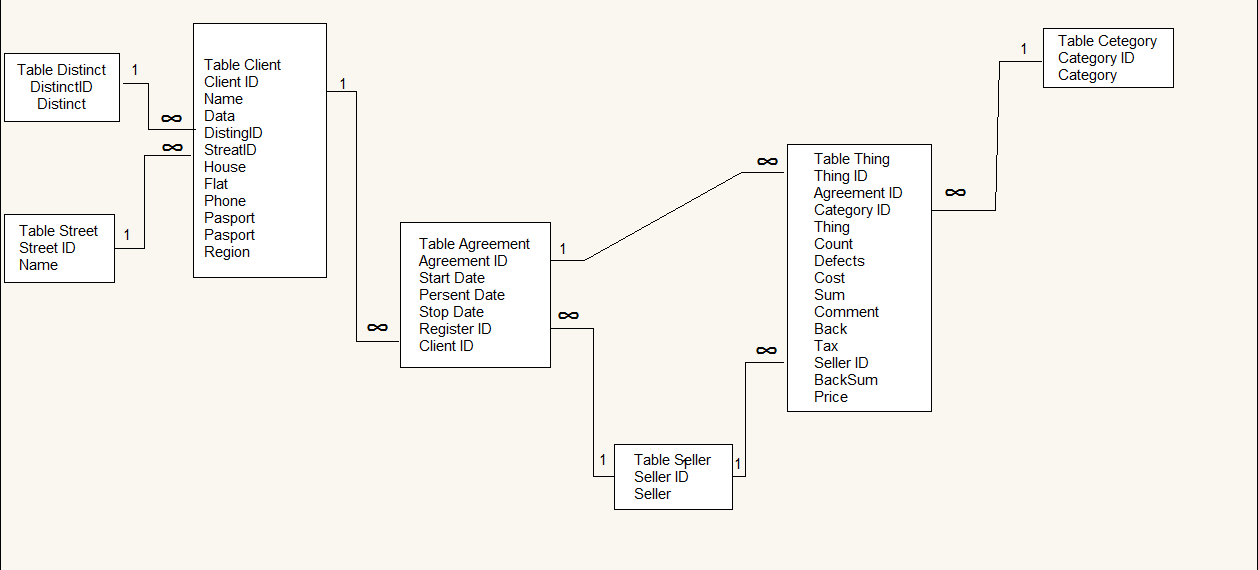 Table Distinct
DistinctID
Distinct
1
∞
Table Client
Client ID
Name
Data
DistingID
StreatID
House
Flat
Phone
Pasport
Pasport
Region
∞
Table Street
Street ID
Name
1
1
∞
Table Agreement
Agreement ID
Start Date
Persent Date
Stop Date
Register ID
Client ID
1
∞
∞
1
Table Seller
Seller ID
Seller
1
1
∞
Table Thing
Thing ID
Agreement ID
Category ID
Thing
Count
Defects
Cost
Sum
Comment
Back
Tax
Seller ID
BackSum
Price
∞
1
Table Cetegory
Category ID
Category